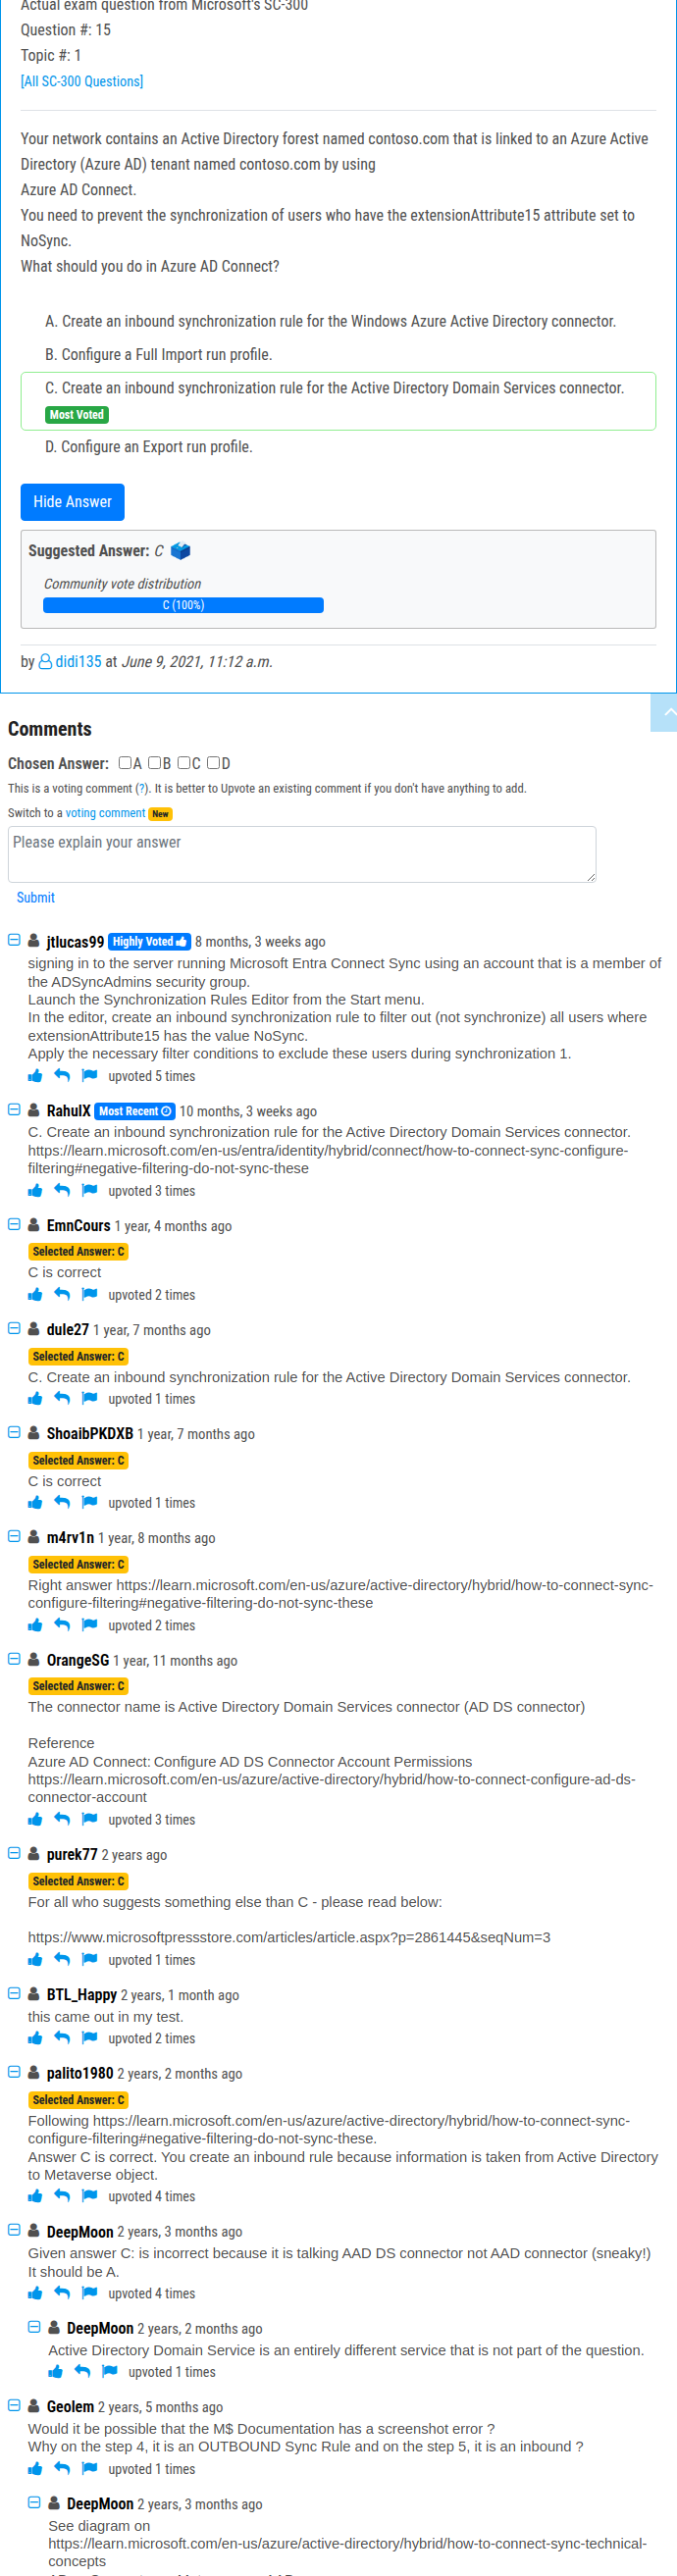 Actual exam question from Microsoft's SC-300
Question #: 15
Topic #: 1
[All SC-300 Questions]
Your network contains an Active Directory forest named contoso.com that is linked to an Azure Active
Directory (Azure AD) tenant named contoso.com by using
Azure AD Connect.
You need to prevent the synchronization of users who have the extensionAttribute15 attribute set to
NoSync.
What should you do in Azure AD Connect?
A. Create an inbound synchronization rule for the Windows Azure Active Directory connector.
B. Configure a Full Import run profile.
C. Create an inbound synchronization rule for the Active Directory Domain Services connector.
Most Voted
D. Configure an Export run profile.
Hide Answer
Suggested Answer: C
Community vote distribution
C (100%)
by didi135 at June 9, 2021, 11:12 a.m.
Comments
Chosen Answer: A B C D
This is a voting comment (?). It is better to Upvote an existing comment if you don't have anything to add.
Switch to a voting comment New
Please explain your answer
Submit
jtlucas99 Highly Voted 8 months, 3 weeks ago
signing in to the server running Microsoft Entra Connect Sync using an account that is a member of
the ADSyncAdmins security group.
Launch the Synchronization Rules Editor from the Start menu.
In the editor, create an inbound synchronization rule to filter out (not synchronize) all users where
extensionAttribute15 has the value NoSync.
Apply the necessary filter conditions to exclude these users during synchronization 1.
upvoted 5 times
RahulX Most Recent 10 months, 3 weeks ago
C. Create an inbound synchronization rule for the Active Directory Domain Services connector.
https://learn.microsoft.com/en-us/entra/identity/hybrid/connect/how-to-connect-sync-configure-
filtering#negative-filtering-do-not-sync-these
upvoted 3 times
EmnCours 1 year, 4 months ago
Selected Answer: C
C is correct
upvoted 2 times
dule27 1 year, 7 months ago
Selected Answer: C
C. Create an inbound synchronization rule for the Active Directory Domain Services connector.
upvoted 1 times
ShoaibPKDXB 1 year, 7 months ago
Selected Answer: C
C is correct
upvoted 1 times
m4rv1n 1 year, 8 months ago
Selected Answer: C
Right answer https://learn.microsoft.com/en-us/azure/active-directory/hybrid/how-to-connect-sync-
configure-filtering#negative-filtering-do-not-sync-these
upvoted 2 times
OrangeSG 1 year, 11 months ago
Selected Answer: C
The connector name is Active Directory Domain Services connector (AD DS connector)
Reference
Azure AD Connect: Configure AD DS Connector Account Permissions
https://learn.microsoft.com/en-us/azure/active-directory/hybrid/how-to-connect-configure-ad-ds-
connector-account
upvoted 3 times
purek77 2 years ago
Selected Answer: C
For all who suggests something else than C - please read below:
https://www.microsoftpressstore.com/articles/article.aspx?p=2861445&seqNum=3
upvoted 1 times
BTL_Happy 2 years, 1 month ago
this came out in my test.
upvoted 2 times
palito1980 2 years, 2 months ago
Selected Answer: C
Following https://learn.microsoft.com/en-us/azure/active-directory/hybrid/how-to-connect-sync-
configure-filtering#negative-filtering-do-not-sync-these.
Answer C is correct. You create an inbound rule because information is taken from Active Directory
to Metaverse object.
upvoted 4 times
DeepMoon 2 years, 3 months ago
Given answer C: is incorrect because it is talking AAD DS connector not AAD connector (sneaky!)
It should be A.
upvoted 4 times
DeepMoon 2 years, 2 months ago
Active Directory Domain Service is an entirely different service that is not part of the question.
upvoted 1 times
Geolem 2 years, 5 months ago
Would it be possible that the M$ Documentation has a screenshot error ?
Why on the step 4, it is an OUTBOUND Sync Rule and on the step 5, it is an inbound ?
upvoted 1 times
DeepMoon 2 years, 3 months ago
See diagram on
https://learn.microsoft.com/en-us/azure/active-directory/hybrid/how-to-connect-sync-technical-
concepts